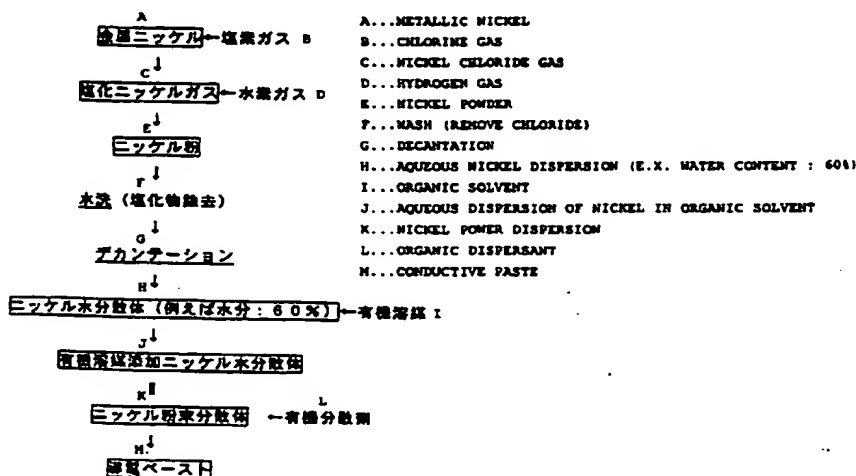 A
金属ニッケル←塩素ガス B
C↓
塩化ニッケルガス←水素ガス D
E↓
ニッケル粉
F↓
水洗 (塩化物除去)
G↓
デカンテーション
H↓
ニッケル水分散体 (例えば水分:60%)←有機溶媒 I
J↓
有機溶媒添加ニッケル水分散体
K‖ L
ニッケル粉末分散体 ←有機分散剤
M.↓
導電ペースト
A...METALLIC NICKEL
B...CHLORINE GAS
C...NICKEL CHLORIDE GAS
D...HYDROGEN GAS
E...NICKEL POWDER
F...WASH (REMOVE CHLORIDE)
G...DECANTATION
H...AQUEOUS NICKEL DISPERSION (E.X. WATER CONTENT : 60%)
I...ORGANIC SOLVENT
J...AQUEOUS DISPERSION OF NICKEL IN ORGANIC SOLVENT
K...NICKEL POWER DISPERSION
L...ORGANIC DISPERSANT
M...CONDUCTIVE PASTE